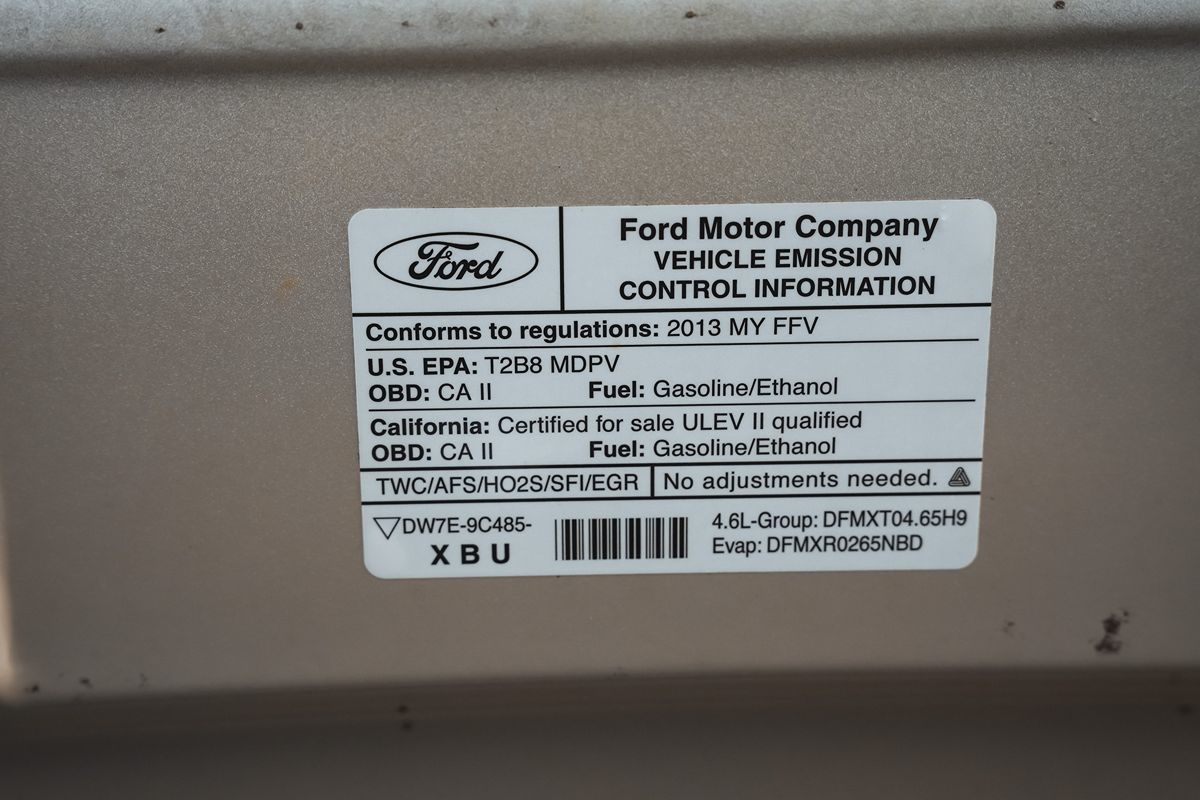 Ford
Ford Motor Company
VEHICLE EMISSION
CONTROL INFORMATION
Conforms to regulations: 2013 MY FFV
U.S. EPA: T2B8 MDPV
OBD: CA II Fuel: Gasoline/Ethanol
California: Certified for sale ULEV II qualified
OBD: CA II Fuel: Gasoline/Ethanol
TWC/AFS/HO2S/SFI/EGR No adjustments needed.
DW7E-9C485-
X B U
4.6L-Group: DFMXT04.65H9
Evap: DFMXR0265NBD